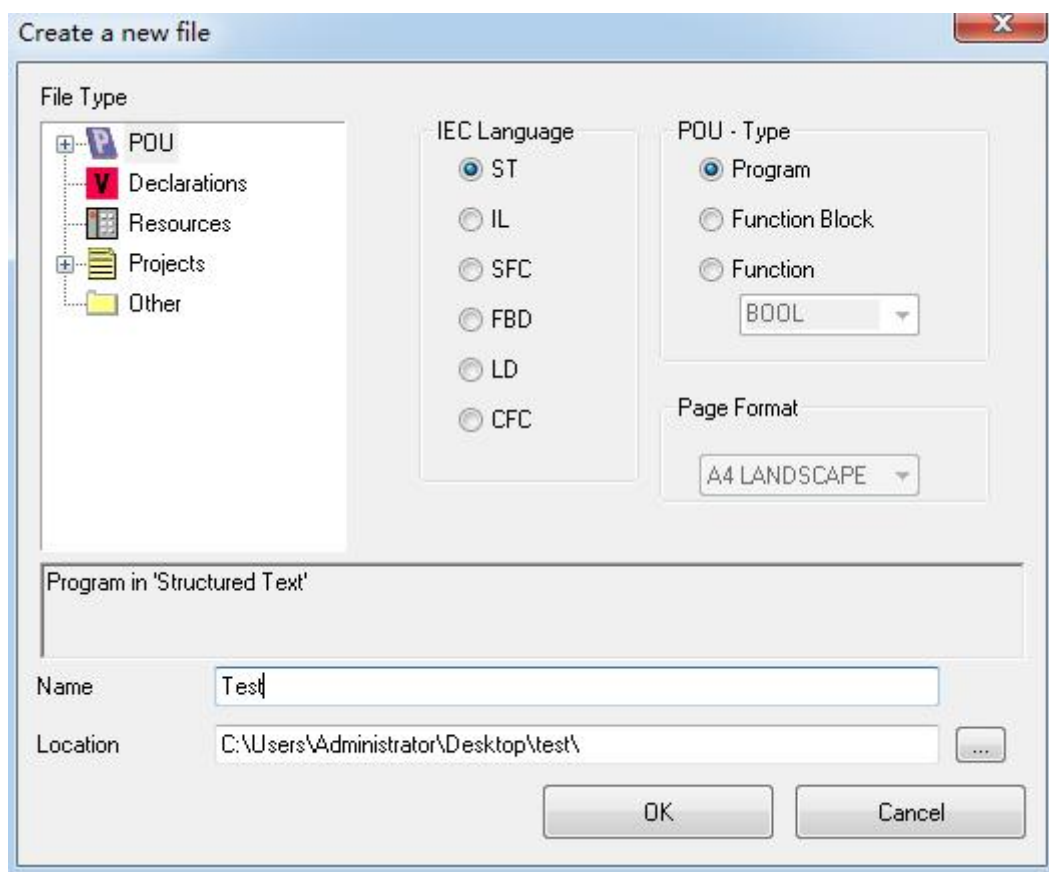 Create a new file
File Type
POU
Declarations
Resources
Projects
Other
IEC Language
ST
IL
SFC
FBD
LD
CFC
POU - Type
Program
Function Block
Function
BOOL
Page Format
A4 LANDSCAPE
Program in 'Structured Text'
Name Test
Location C:\Users\Administrator\Desktop\test\ ...
OK Cancel